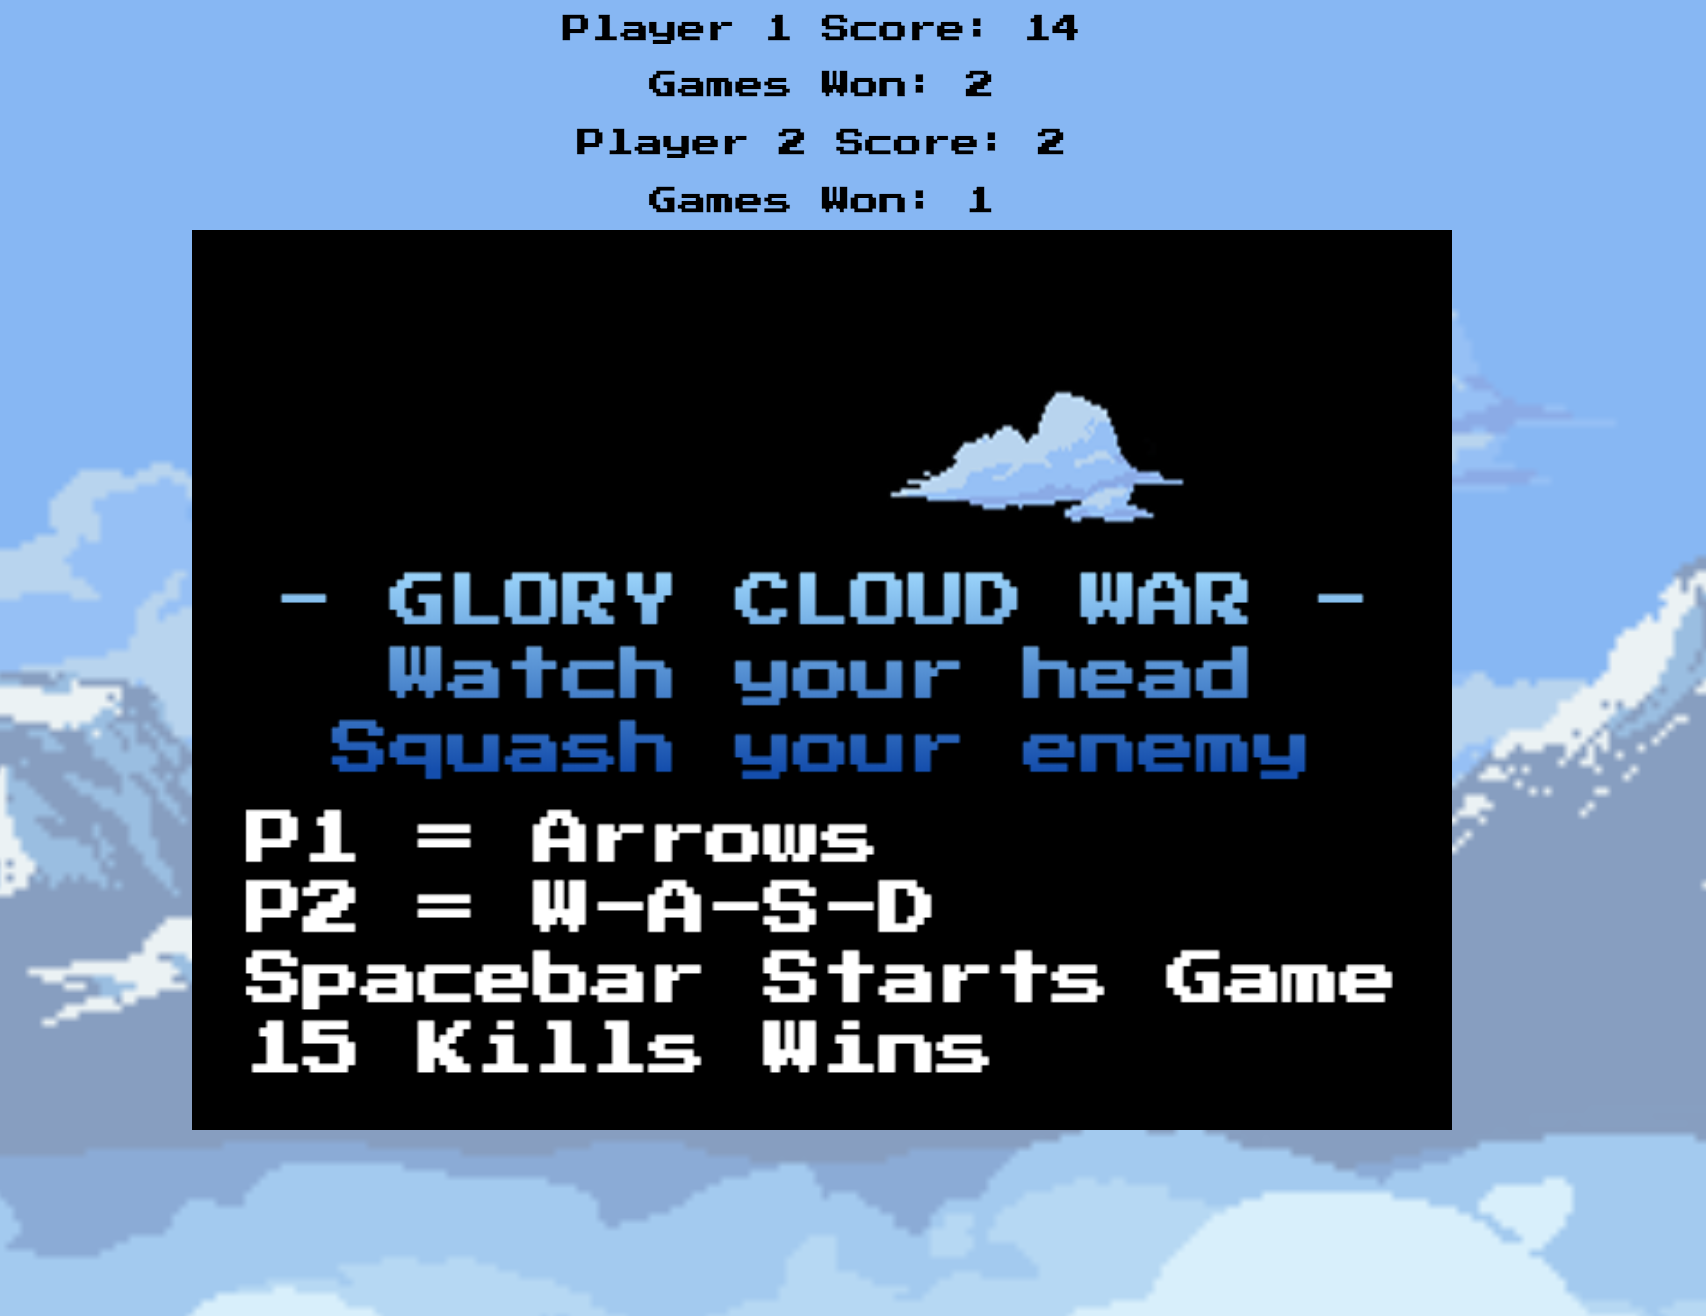 Player 1 Score: 14
Games Won: 2
Player 2 Score: 2
Games Won: 1
- GLORY CLOUD WAR -
Watch your head
Squash your enemy
P1 = Arrows
P2 = W-A-S-D
Spacebar Starts Game
15 Kills Wins